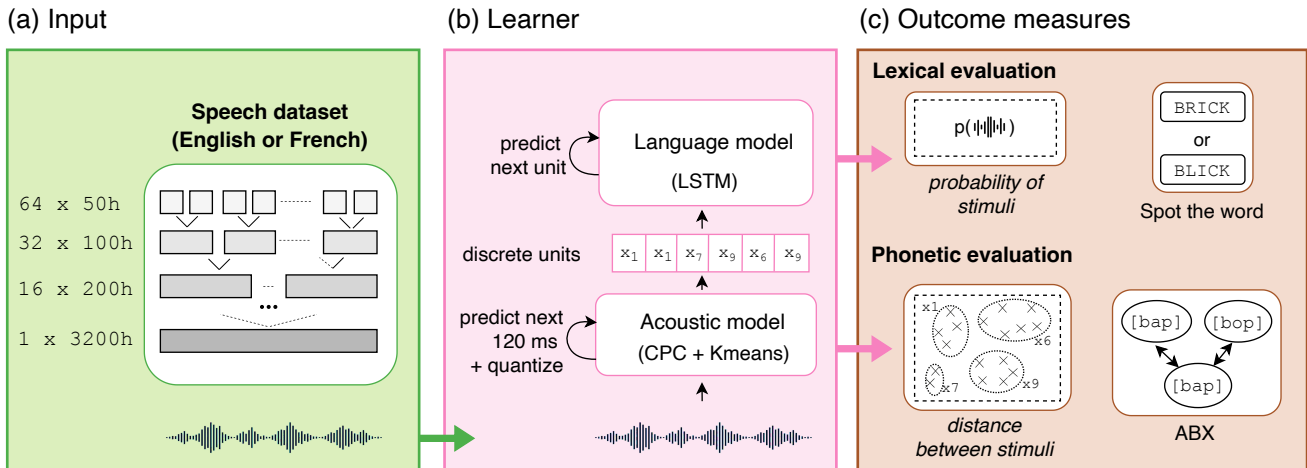 (a) Input
Speech dataset
(English or French)
64 x 50h
32 x 100h
16 x 200h
...
1 x 3200h
(b) Learner
predict
next unit
Language model
(LSTM)
discrete units
x1 x1 x7 x9 x6 x9
predict next
120 ms
+ quantize
Acoustic model
(CPC + Kmeans)
(c) Outcome measures
Lexical evaluation
p( )
probability of
stimuli
BRICK
or
BLICK
Spot the word
Phonetic evaluation
x1
x6
x7
x9
distance
between stimuli
[bap] [bop]
[bap]
ABX